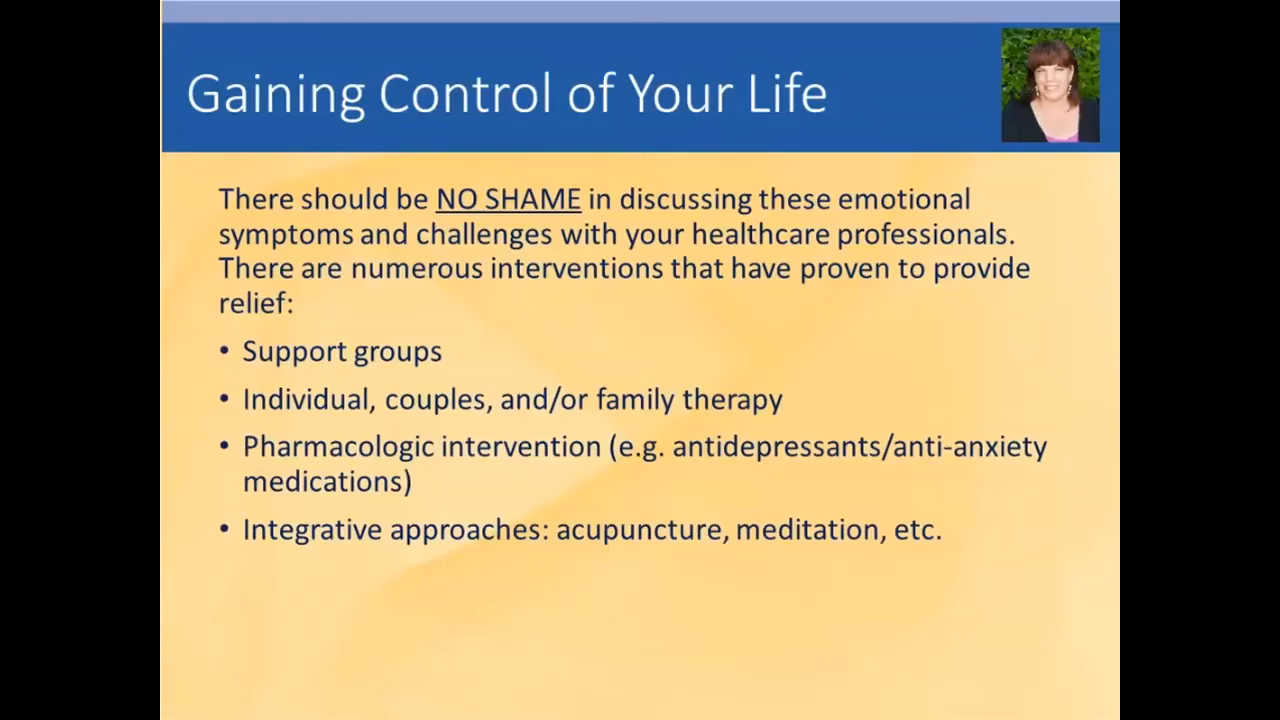 Gaining Control of Your Life
There should be NO SHAME in discussing these emotional
symptoms and challenges with your healthcare professionals.
There are numerous interventions that have proven to provide
relief:
• Support groups
• Individual, couples, and/or family therapy
• Pharmacologic intervention (e.g. antidepressants/anti-anxiety
medications)
• Integrative approaches: acupuncture, meditation, etc.